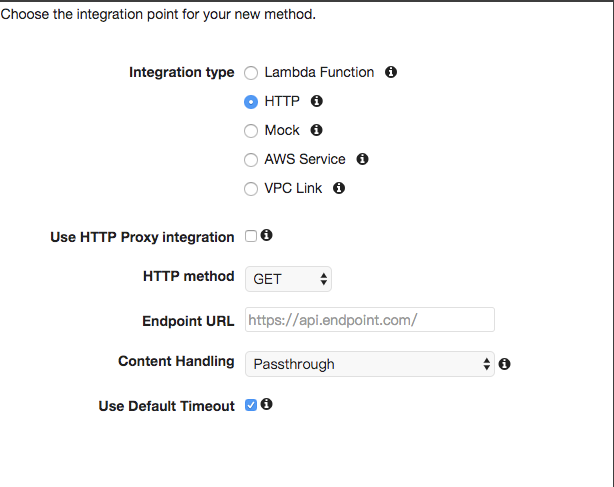 Choose the integration point for your new method.
Integration type
Lambda Function
HTTP
Mock
AWS Service
VPC Link
Use HTTP Proxy integration
HTTP method GET
Endpoint URL https://api.endpoint.com/
Content Handling Passthrough
Use Default Timeout